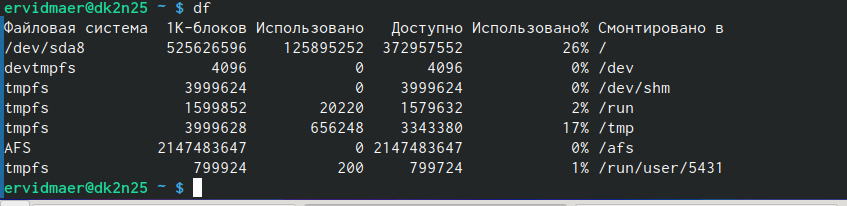 ervidmaer@dk2n25 ~ $ df
Файловая система 1K-блоков Использовано Доступно Использовано% Смонтировано в
/dev/sda8 525626596 125895252 372957552 26% /
devtmpfs 4096 0 4096 0% /dev
tmpfs 3999624 0 3999624 0% /dev/shm
tmpfs 1599852 20220 1579632 2% /run
tmpfs 3999628 656248 3343380 17% /tmp
AFS 2147483647 0 2147483647 0% /afs
tmpfs 799924 200 799724 1% /run/user/5431
ervidmaer@dk2n25 ~ $